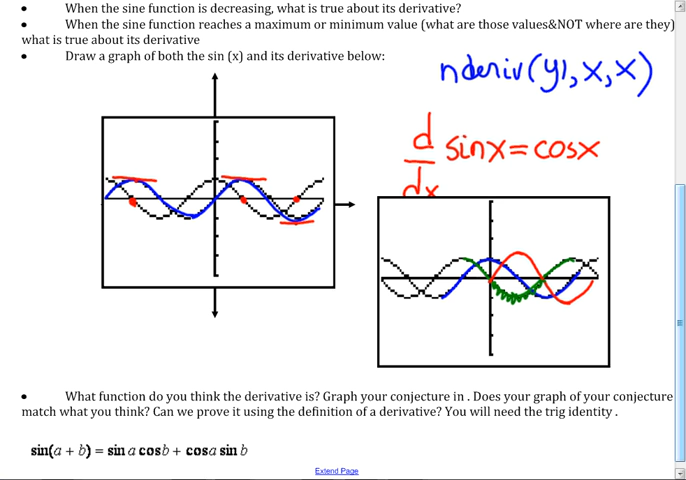 • When the sine function is decreasing, what is true about its derivative?
• When the sine function reaches a maximum or minimum value (what are those values&NOT where are they)
what is true about its derivative
• Draw a graph of both the sin (x) and its derivative below:
nderiv(y1,x,x)
d/dx sinx=cosx
• What function do you think the derivative is? Graph your conjecture in . Does your graph of your conjecture
match what you think? Can we prove it using the definition of a derivative? You will need the trig identity .
sin(a + b) = sin a cosb + cosa sin b
Extend Page